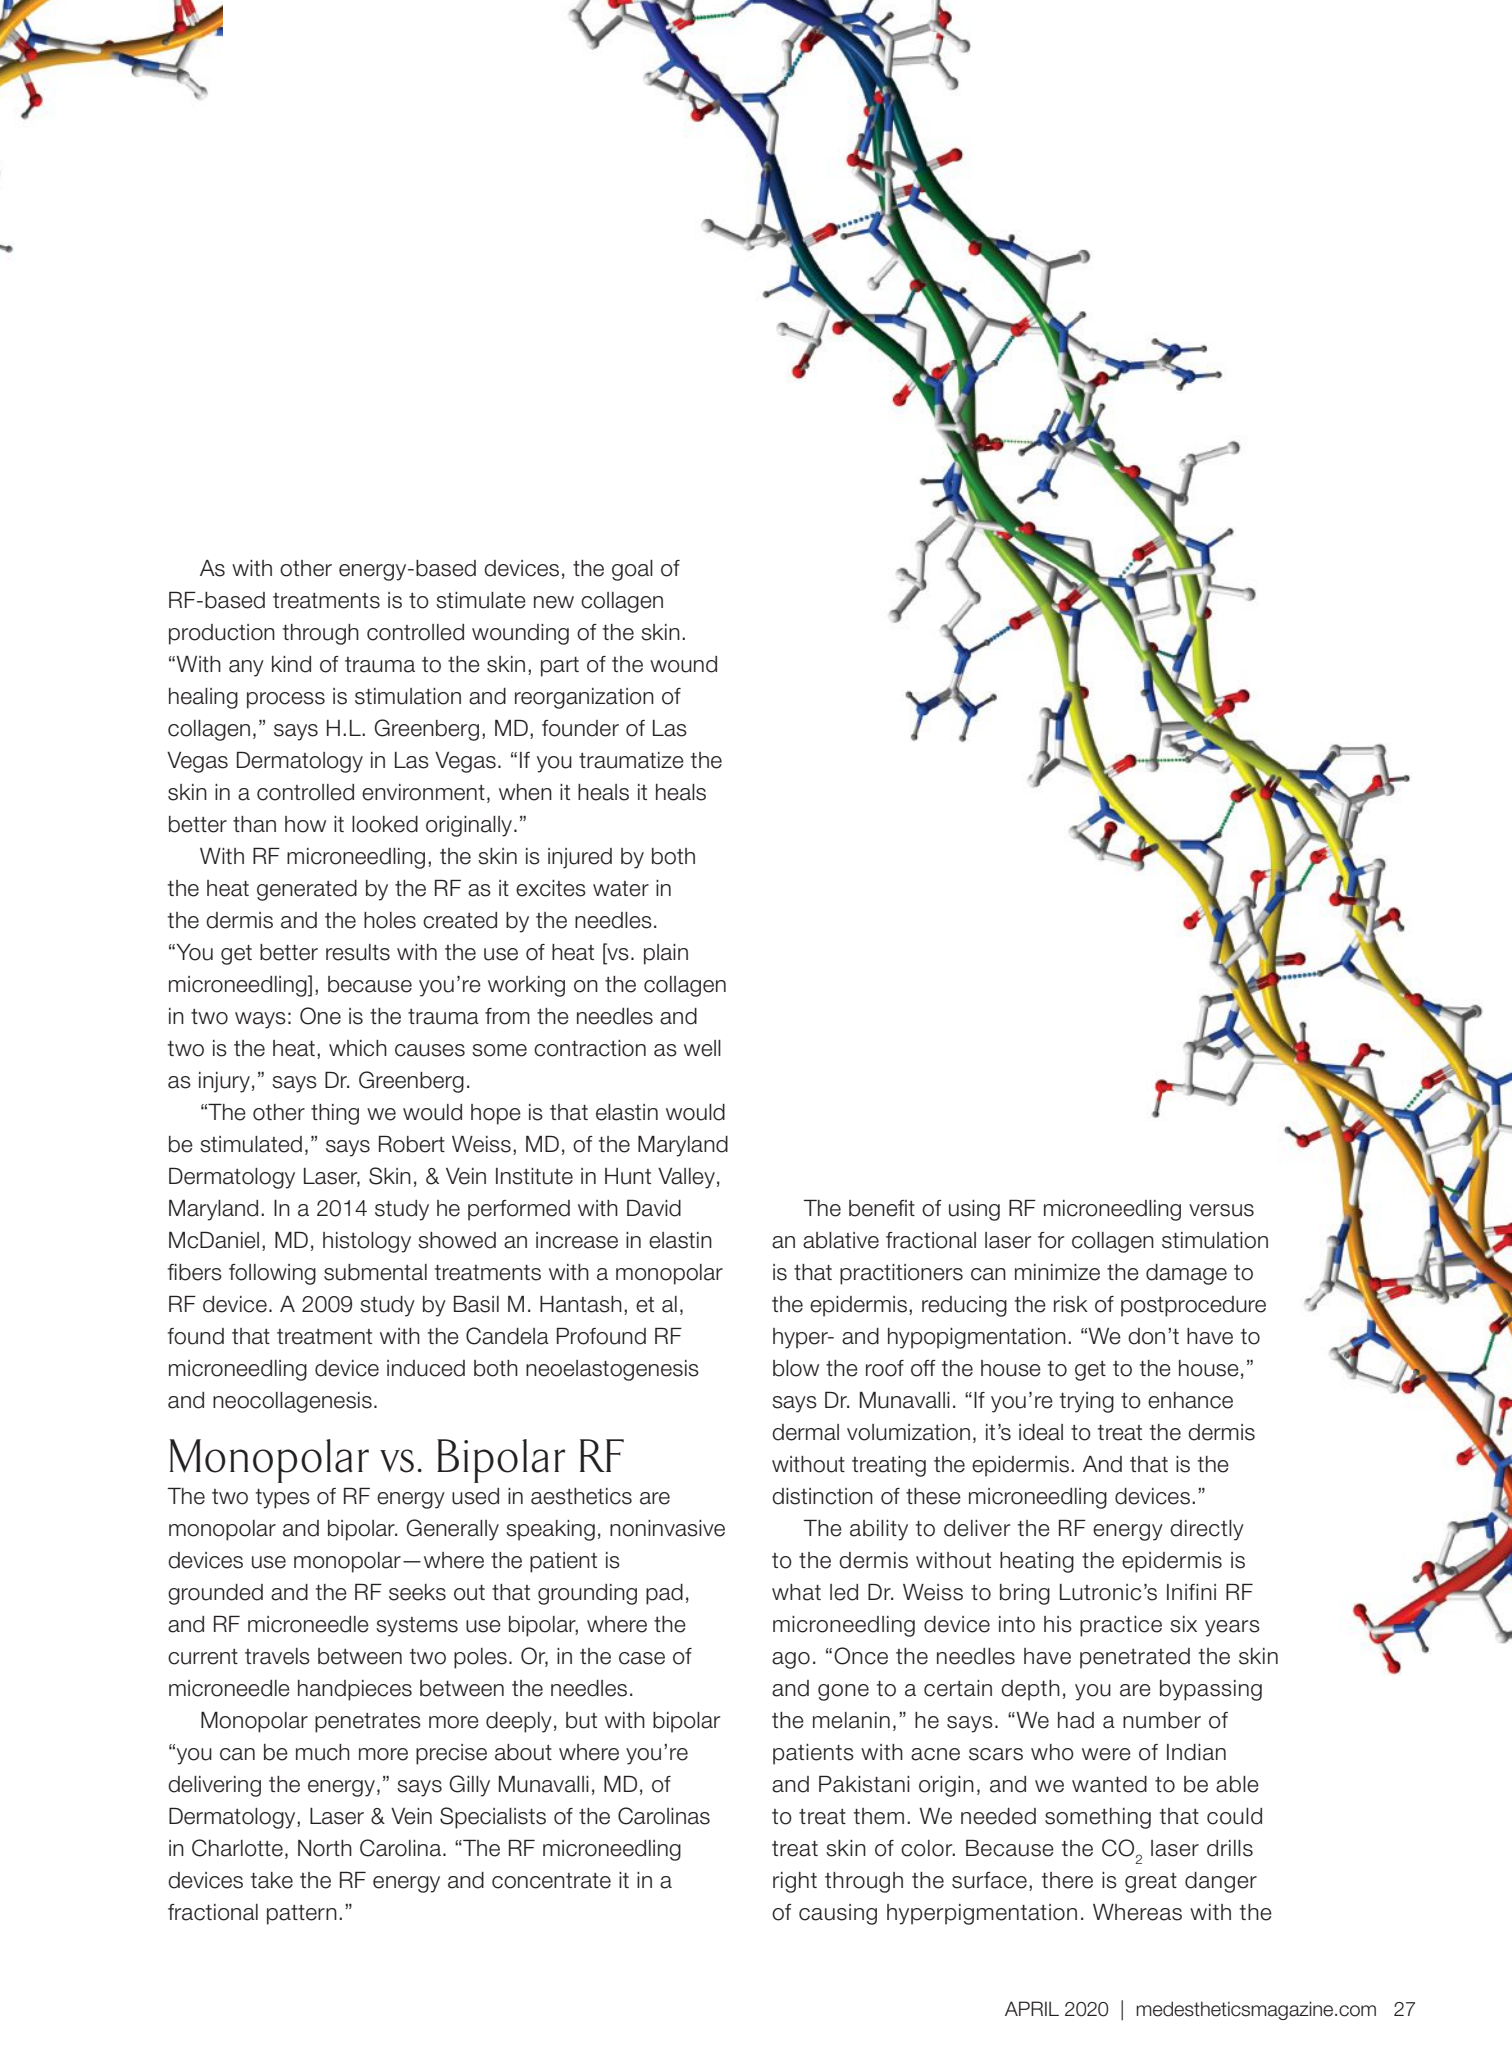 As with other energy-based devices, the goal of
RF-based treatments is to stimulate new collagen
production through controlled wounding of the skin.
“With any kind of trauma to the skin, part of the wound
healing process is stimulation and reorganization of
collagen,” says H.L. Greenberg, MD, founder of Las
Vegas Dermatology in Las Vegas. “If you traumatize the
skin in a controlled environment, when it heals it heals
better than how it looked originally.”
With RF microneedling, the skin is injured by both
the heat generated by the RF as it excites water in
the dermis and the holes created by the needles.
“You get better results with the use of heat [vs. plain
microneedling], because you’re working on the collagen
in two ways: One is the trauma from the needles and
two is the heat, which causes some contraction as well
as injury,” says Dr. Greenberg.
“The other thing we would hope is that elastin would
be stimulated,” says Robert Weiss, MD, of the Maryland
Dermatology Laser, Skin, & Vein Institute in Hunt Valley,
Maryland. In a 2014 study he performed with David
McDaniel, MD, histology showed an increase in elastin
fibers following submental treatments with a monopolar
RF device. A 2009 study by Basil M. Hantash, et al,
found that treatment with the Candela Profound RF
microneedling device induced both neoelastogenesis
and neocollagenesis.
Monopolar vs. Bipolar RF
The two types of RF energy used in aesthetics are
monopolar and bipolar. Generally speaking, noninvasive
devices use monopolar—where the patient is
grounded and the RF seeks out that grounding pad,
and RF microneedle systems use bipolar, where the
current travels between two poles. Or, in the case of
microneedle handpieces between the needles.
Monopolar penetrates more deeply, but with bipolar
“you can be much more precise about where you’re
delivering the energy,” says Gilly Munavalli, MD, of
Dermatology, Laser & Vein Specialists of the Carolinas
in Charlotte, North Carolina. “The RF microneedling
devices take the RF energy and concentrate it in a
fractional pattern.”
The benefit of using RF microneedling versus
an ablative fractional laser for collagen stimulation
is that practitioners can minimize the damage to
the epidermis, reducing the risk of postprocedure
hyper- and hypopigmentation. “We don’t have to
blow the roof off the house to get to the house,”
says Dr. Munavalli. “If you’re trying to enhance
dermal volumization, it’s ideal to treat the dermis
without treating the epidermis. And that is the
distinction of these microneedling devices.”
The ability to deliver the RF energy directly
to the dermis without heating the epidermis is
what led Dr. Weiss to bring Lutronic’s Inifini RF
microneedling device into his practice six years
ago. “Once the needles have penetrated the skin
and gone to a certain depth, you are bypassing
the melanin,” he says. “We had a number of
patients with acne scars who were of Indian
and Pakistani origin, and we wanted to be able
to treat them. We needed something that could
treat skin of color. Because the CO₂ laser drills
right through the surface, there is great danger
of causing hyperpigmentation. Whereas with the
APRIL 2020 | medestheticsmagazine.com 27